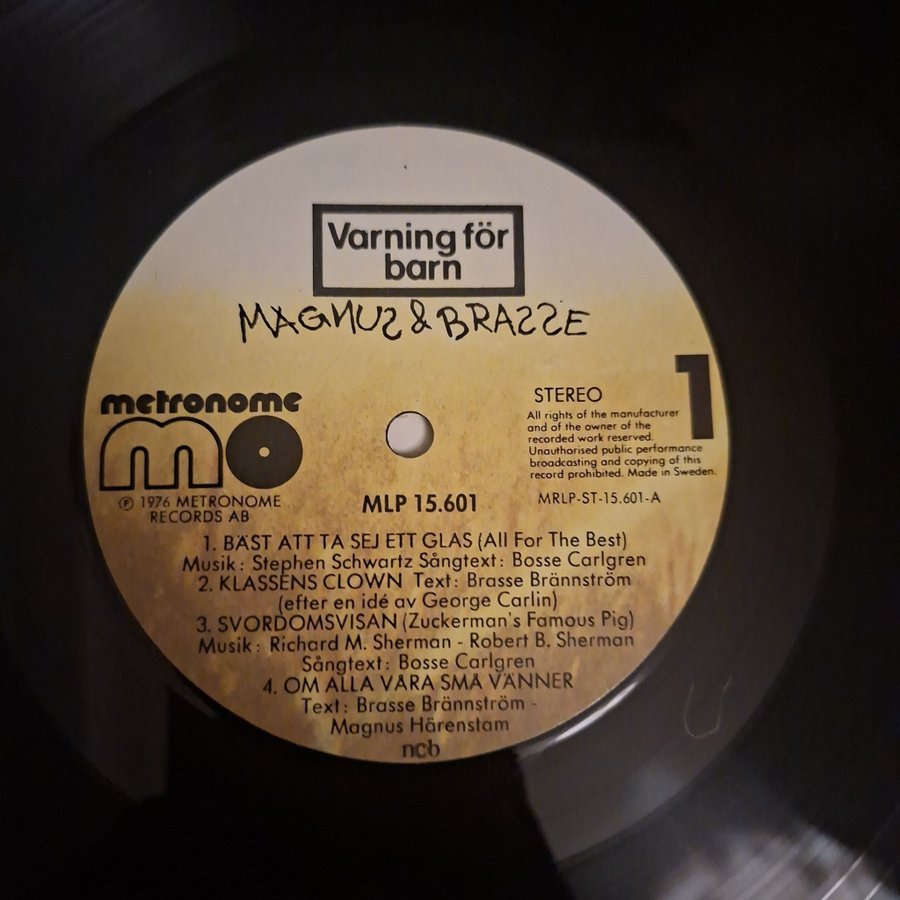 Varning för
barn
MAGNUS & BRASSE
metronome
mo
℗ 1976 METRONOME
RECORDS AB
MLP 15.601
1
STEREO
All rights of the manufacturer
and of the owner of the
recorded work reserved.
Unauthorised public performance
broadcasting and copying of this
record prohibited. Made in Sweden.
MRLP-ST-15.601-A
1. BÄST ATT TA SEJ ETT GLAS (All For The Best)
Musik: Stephen Schwartz Sångtext: Bosse Carlgren
2. KLASSENS CLOWN Text: Brasse Brännström
(efter en idé av George Carlin)
3. SVORDOMSVISAN (Zuckerman's Famous Pig)
Musik: Richard M. Sherman - Robert B. Sherman
Sångtext: Bosse Carlgren
4. OM ALLA VÅRA SMÅ VÄNNER
Text: Brasse Brännström -
Magnus Härenstam
ncb